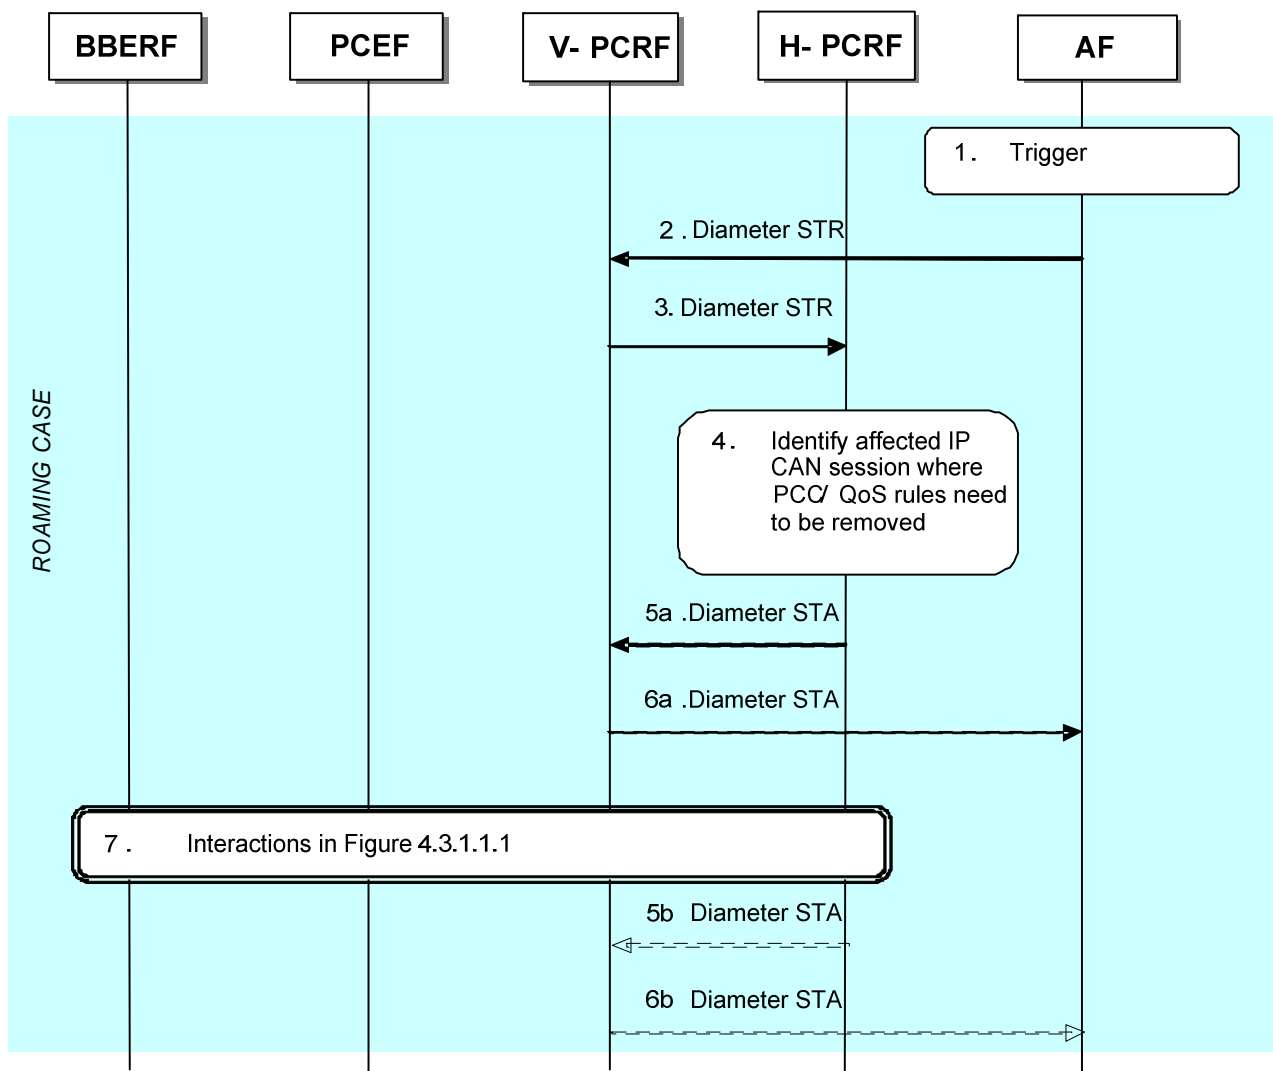 BBERF
PCEF
V- PCRF
H- PCRF
AF
1. Trigger
2 . Diameter STR
3. Diameter STR
ROAMING CASE
4. Identify affected IP
CAN session where
PCC/ QoS rules need
to be removed
5a .Diameter STA
6a .Diameter STA
7 . Interactions in Figure 4.3.1.1.1
5b Diameter STA
6b Diameter STA